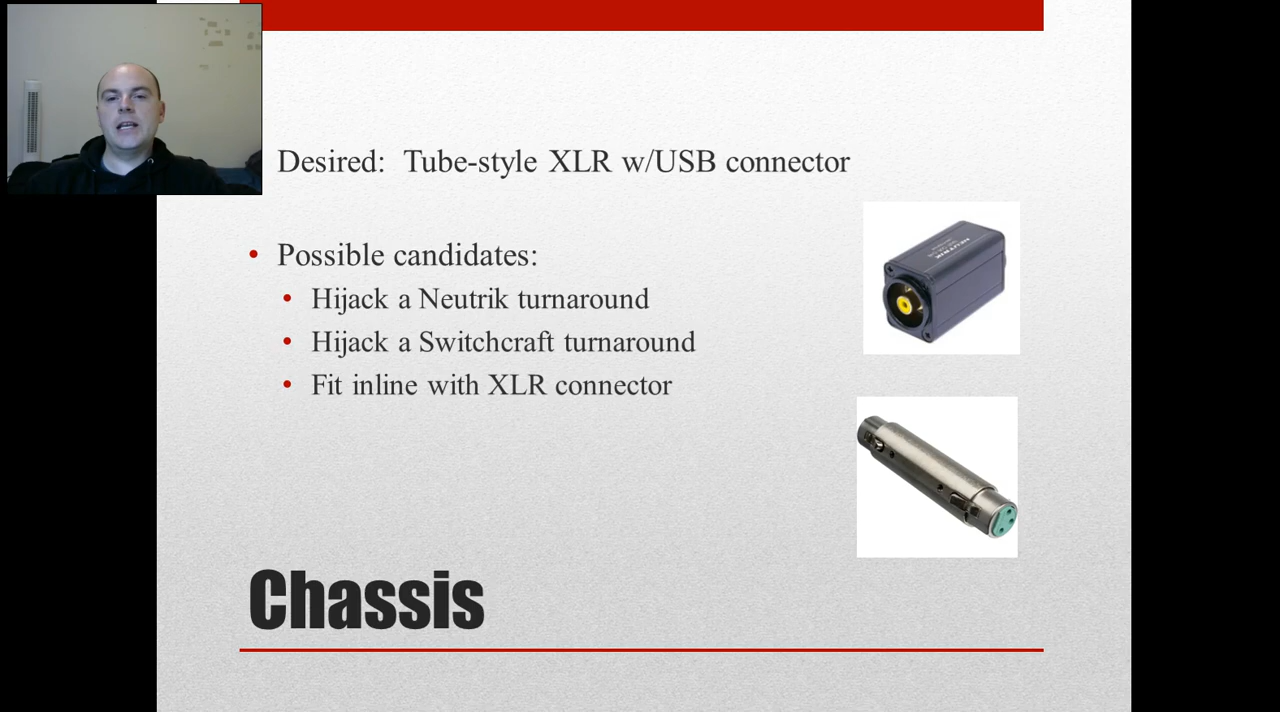 Desired: Tube-style XLR w/USB connector
• Possible candidates:
• Hijack a Neutrik turnaround
• Hijack a Switchcraft turnaround
• Fit inline with XLR connector
NEUTRIK
Chassis